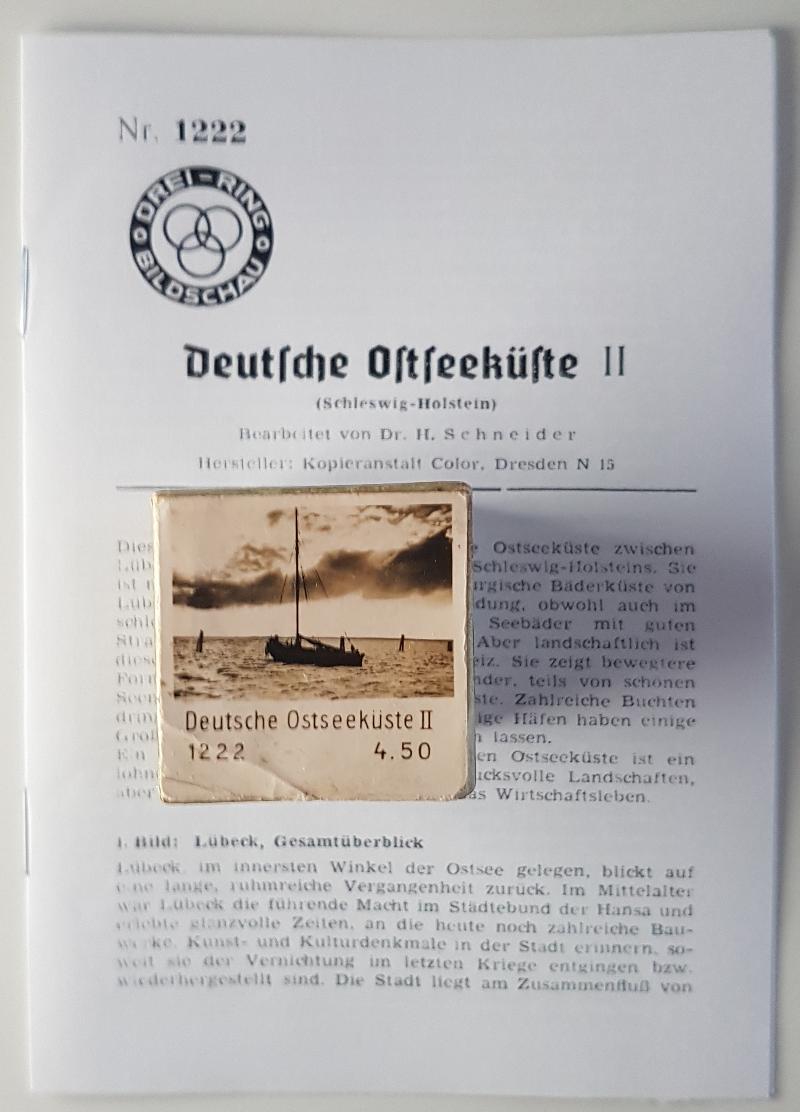 Nr. 1222
DREI-RING
BILDSCHAU
Deutſche Oſtſeeküſte II
(Schleswig-Holstein)
Bearbeitet von Dr. H. Schneider
Hersteller: Kopieranstalt Color, Dresden N 15
Ostseeküste zwischen
Schleswig-Holsteins. Sie
ist
Bäderküste von
obwohl auch im
Seebäder mit guten
Aber landschaftlich ist
Sie zeigt bewegtere
teils von schönen
Zahlreiche Buchten
Häfen haben einige
lassen.
Ostseeküste ist ein
Landschaften,
aber Wirtschaftsleben.
Deutsche Ostseeküste II
1222 4.50
1. Bild: Lübeck, Gesamtüberblick
Lübeck, im innersten Winkel der Ostsee gelegen, blickt auf
eine lange, ruhmreiche Vergangenheit zurück. Im Mittelalter
war Lübeck die führende Macht im Städtebund der Hansa und
erlebte glanzvolle Zeiten, an die heute noch zahlreiche Bau-
werke, Kunst- und Kulturdenkmale in der Stadt erinnern, so-
weit sie der Vernichtung im letzten Kriege entgingen bzw.
wiederhergestellt sind. Die Stadt liegt am Zusammenfluß von